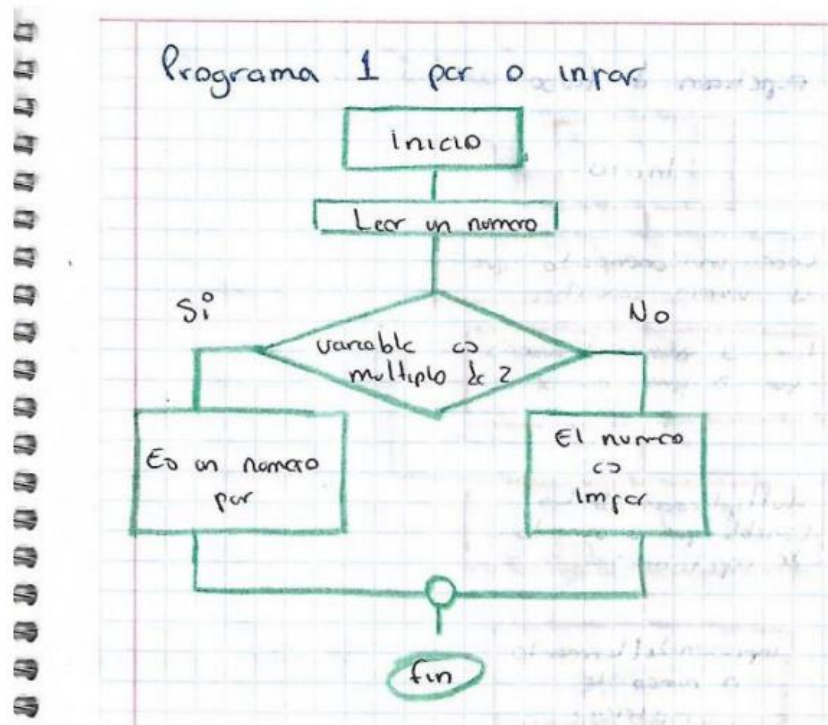 Programa 1 par o inpar
inicio
Leer un numero
Si
No
variable es
multiplo de 2
Es un numero
par
El numero
es
impar
fin